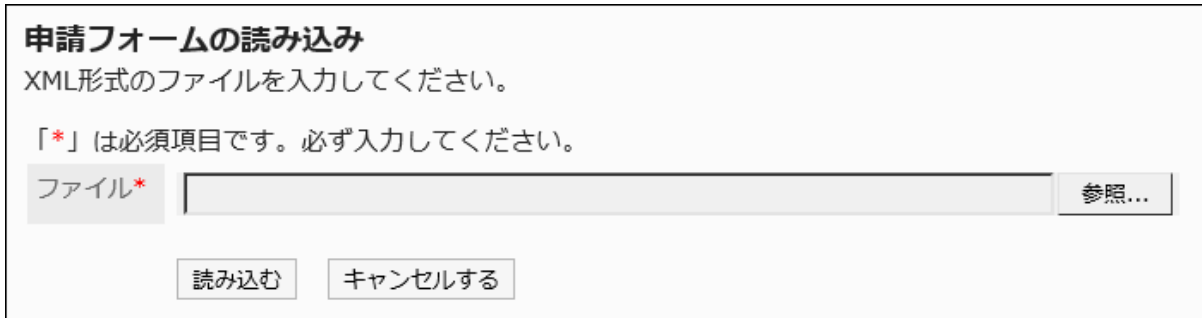 申請フォームの読み込み
XML形式のファイルを入力してください。
「*」は必須項目です。必ず入力してください。
ファイル* 参照...
読み込む キャンセルする